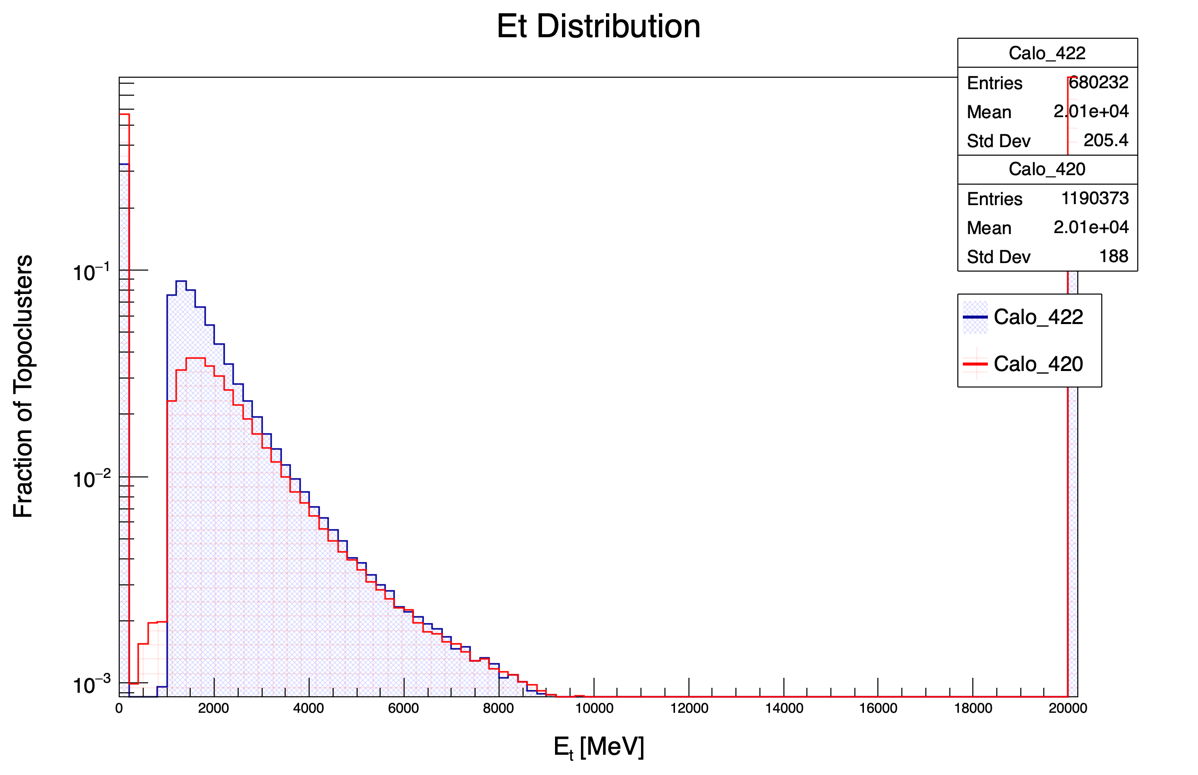 Et Distribution
Calo_422
Entries 680232
Mean 2.01e+04
Std Dev 205.4
Calo_420
Entries 1190373
Mean 2.01e+04
Std Dev 188
Calo_422
Calo_420
Fraction of Topoclusters
10−1
10−2
10−3
0 2000 4000 6000 8000 10000 12000 14000 16000 18000 20000
Et [MeV]